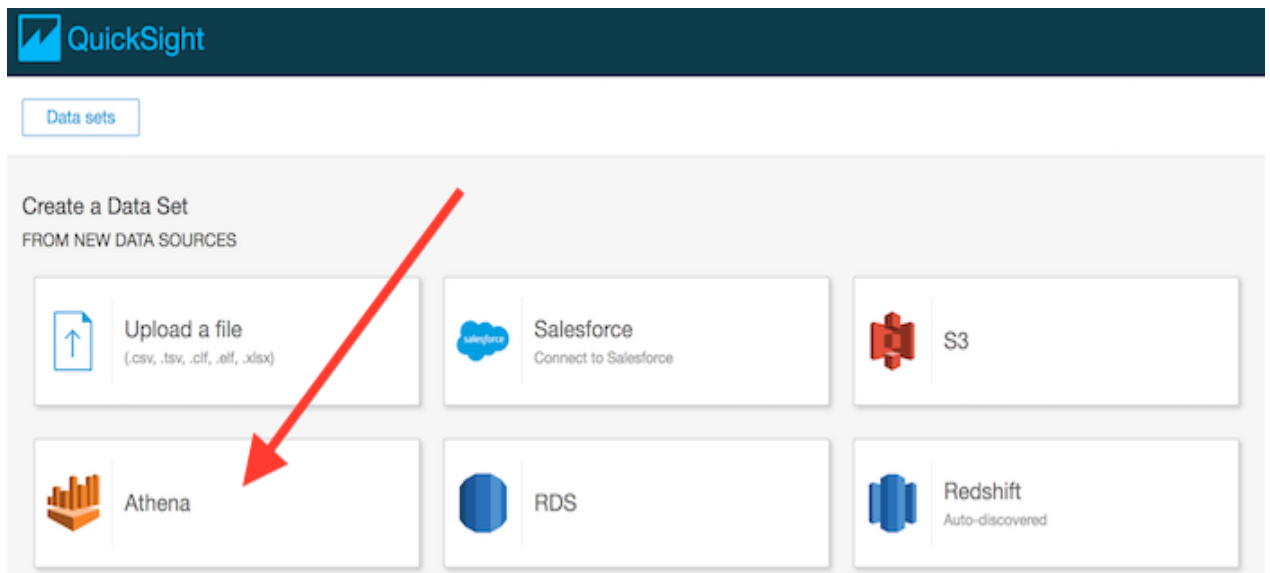 QuickSight
Data sets
Create a Data Set
FROM NEW DATA SOURCES
Upload a file
(.csv, .tsv, .clf, .elf, .xlsx)
salesforce
Salesforce
Connect to Salesforce
S3
Athena
RDS
Redshift
Auto-discovered